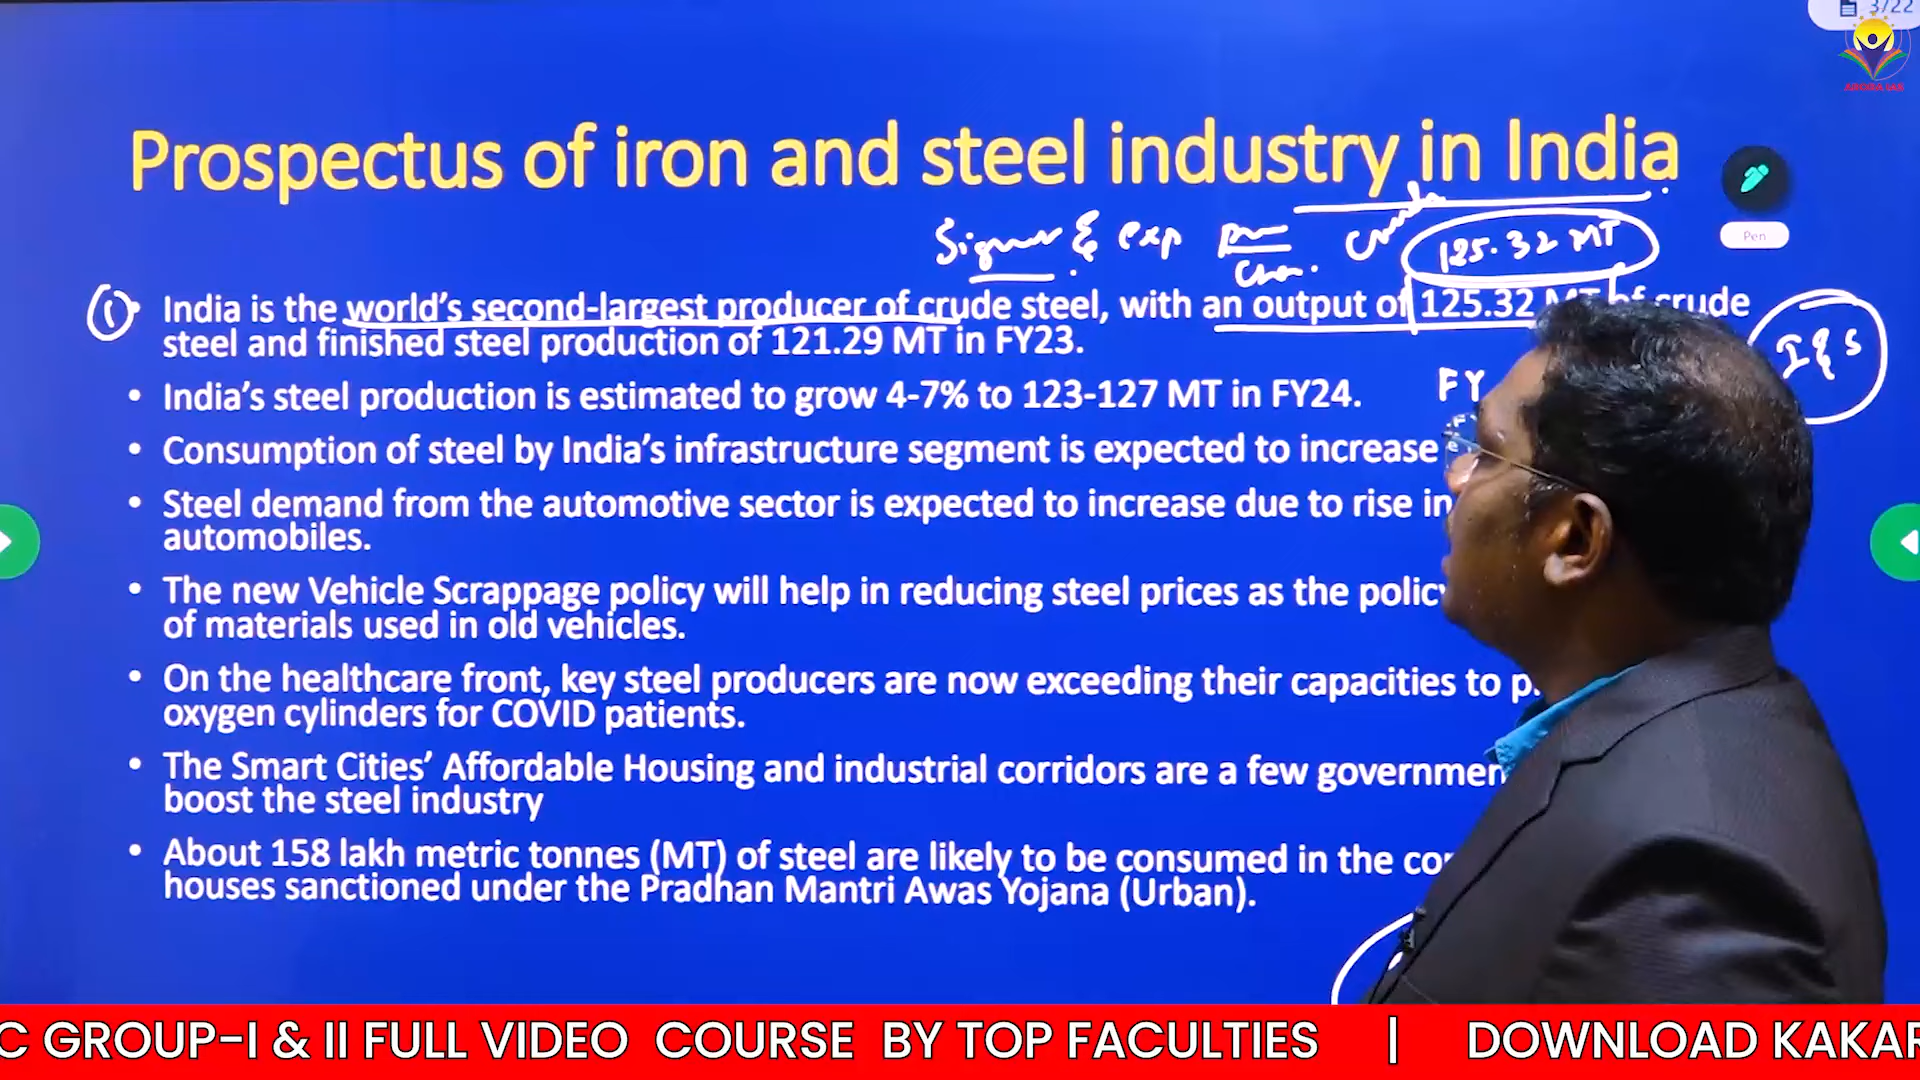 3/22
Prospectus of iron and steel industry in India
Pen
& exp
125.32 MT
① India is the world's second-largest producer of crude steel, with an output of 125.32 MT of crude
steel and finished steel production of 121.29 MT in FY23.
I & S
• India's steel production is estimated to grow 4-7% to 123-127 MT in FY24.
FY
• Consumption of steel by India's infrastructure segment is expected to increase
• Steel demand from the automotive sector is expected to increase due to rise in
automobiles.
• The new Vehicle Scrappage policy will help in reducing steel prices as the policy
of materials used in old vehicles.
• On the healthcare front, key steel producers are now exceeding their capacities to
oxygen cylinders for COVID patients.
• The Smart Cities' Affordable Housing and industrial corridors are a few
boost the steel industry
• About 158 lakh metric tonnes (MT) of steel are likely to be consumed in the
houses sanctioned under the Pradhan Mantri Awas Yojana (Urban).
C GROUP-I & II FULL VIDEO COURSE BY TOP FACULTIES | DOWNLOAD KAKAR